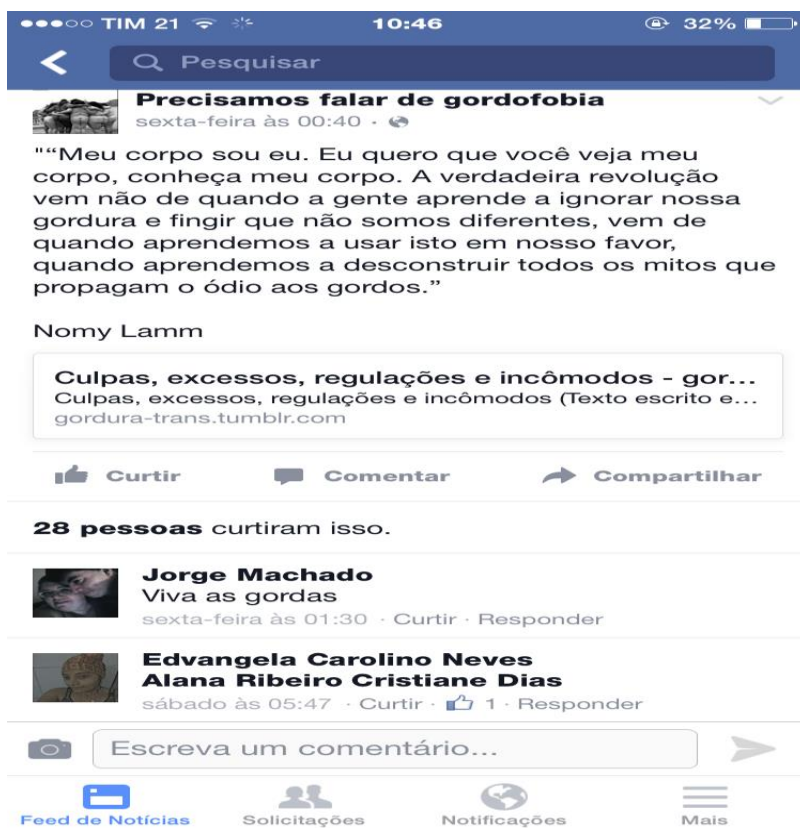 TIM 21 10:46 32%
Pesquisar
Precisamos falar de gordofobia
sexta-feira às 00:40 ·
"“Meu corpo sou eu. Eu quero que você veja meu
corpo, conheça meu corpo. A verdadeira revolução
vem não de quando a gente aprende a ignorar nossa
gordura e fingir que não somos diferentes, vem de
quando aprendemos a usar isto em nosso favor,
quando aprendemos a desconstruir todos os mitos que
propagam o ódio aos gordos.”
Nomy Lamm
Culpas, excessos, regulações e incômodos - gor...
Culpas, excessos, regulações e incômodos (Texto escrito e...
gordura-trans.tumblr.com
Curtir Comentar Compartilhar
28 pessoas curtiram isso.
Jorge Machado
Viva as gordas
sexta-feira às 01:30 · Curtir · Responder
Edvangela Carolino Neves
Alana Ribeiro Cristiane Dias
sábado às 05:47 · Curtir · 1 · Responder
Escreva um comentário...
Feed de Notícias Solicitações Notificações Mais